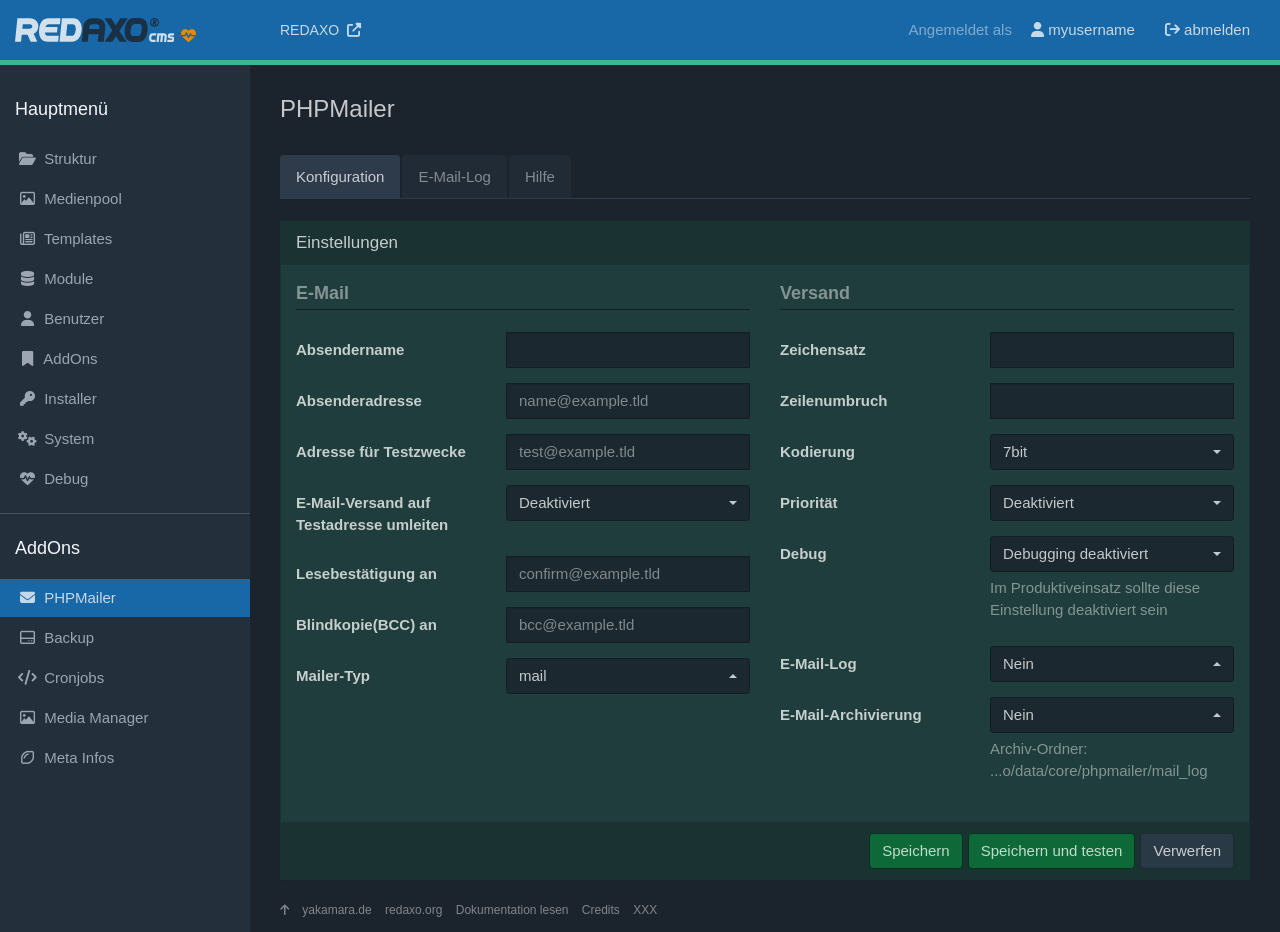 REDAXO® cms
REDAXO
Angemeldet als myusername abmelden
Hauptmenü
Struktur
Medienpool
Templates
Module
Benutzer
AddOns
Installer
System
Debug
AddOns
PHPMailer
Backup
Cronjobs
Media Manager
Meta Infos
PHPMailer
Konfiguration E-Mail-Log Hilfe
Einstellungen
E-Mail
Absendername
Absenderadresse name@example.tld
Adresse für Testzwecke test@example.tld
E-Mail-Versand auf Deaktiviert
Testadresse umleiten
Lesebestätigung an confirm@example.tld
Blindkopie(BCC) an bcc@example.tld
Mailer-Typ mail
Versand
Zeichensatz
Zeilenumbruch
Kodierung 7bit
Priorität Deaktiviert
Debug Debugging deaktiviert
Im Produktiveinsatz sollte diese
Einstellung deaktiviert sein
E-Mail-Log Nein
E-Mail-Archivierung Nein
Archiv-Ordner:
...o/data/core/phpmailer/mail_log
Speichern Speichern und testen Verwerfen
yakamara.de redaxo.org Dokumentation lesen Credits XXX